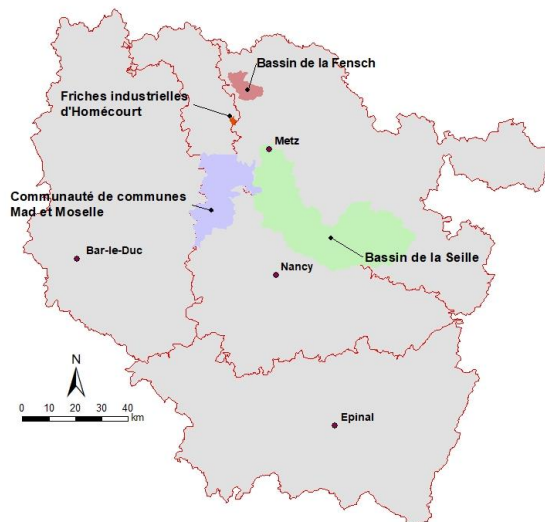 Bassin de la Fensch
Friches industrielles
d'Homécourt
Metz
Communauté de communes
Mad et Moselle
Bar-le-Duc
Bassin de la Seille
Nancy
N
0 10 20 30 40
km
Epinal